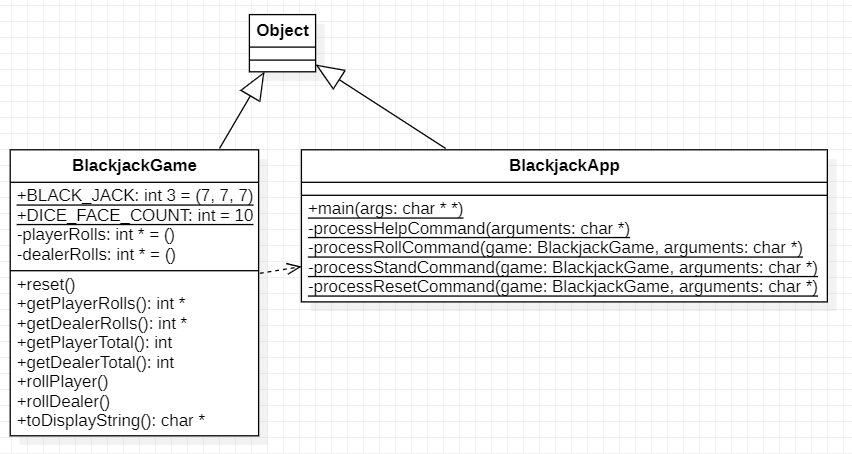 Object
BlackjackGame
+BLACK_JACK: int 3 = (7, 7, 7)
+DICE_FACE_COUNT: int = 10
-playerRolls: int * = ()
-dealerRolls: int * = ()
+reset()
+getPlayerRolls(): int *
+getDealerRolls(): int *
+getPlayerTotal(): int
+getDealerTotal(): int
+rollPlayer()
+rollDealer()
+toDisplayString(): char *
BlackjackApp
+main(args: char * *)
-processHelpCommand(arguments: char *)
-processRollCommand(game: BlackjackGame, arguments: char *)
-processStandCommand(game: BlackjackGame, arguments: char *)
-processResetCommand(game: BlackjackGame, arguments: char *)